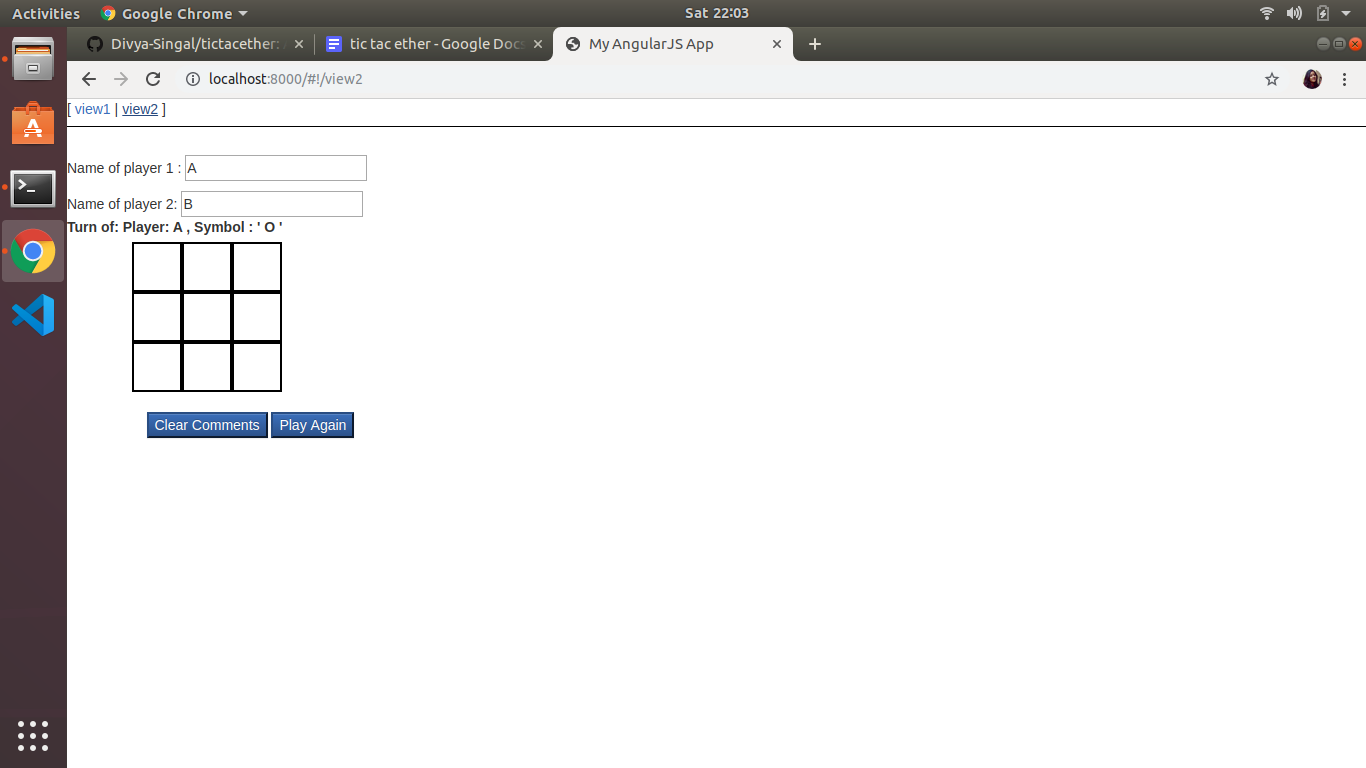 Activities Google Chrome Sat 22:03
Divya-Singal/tictacether: tic tac ether - Google Docs My AngularJS App
localhost:8000/#!/view2
[ view1 | view2 ]
Name of player 1 : A
Name of player 2: B
Turn of: Player: A , Symbol : ' O '
Clear Comments Play Again